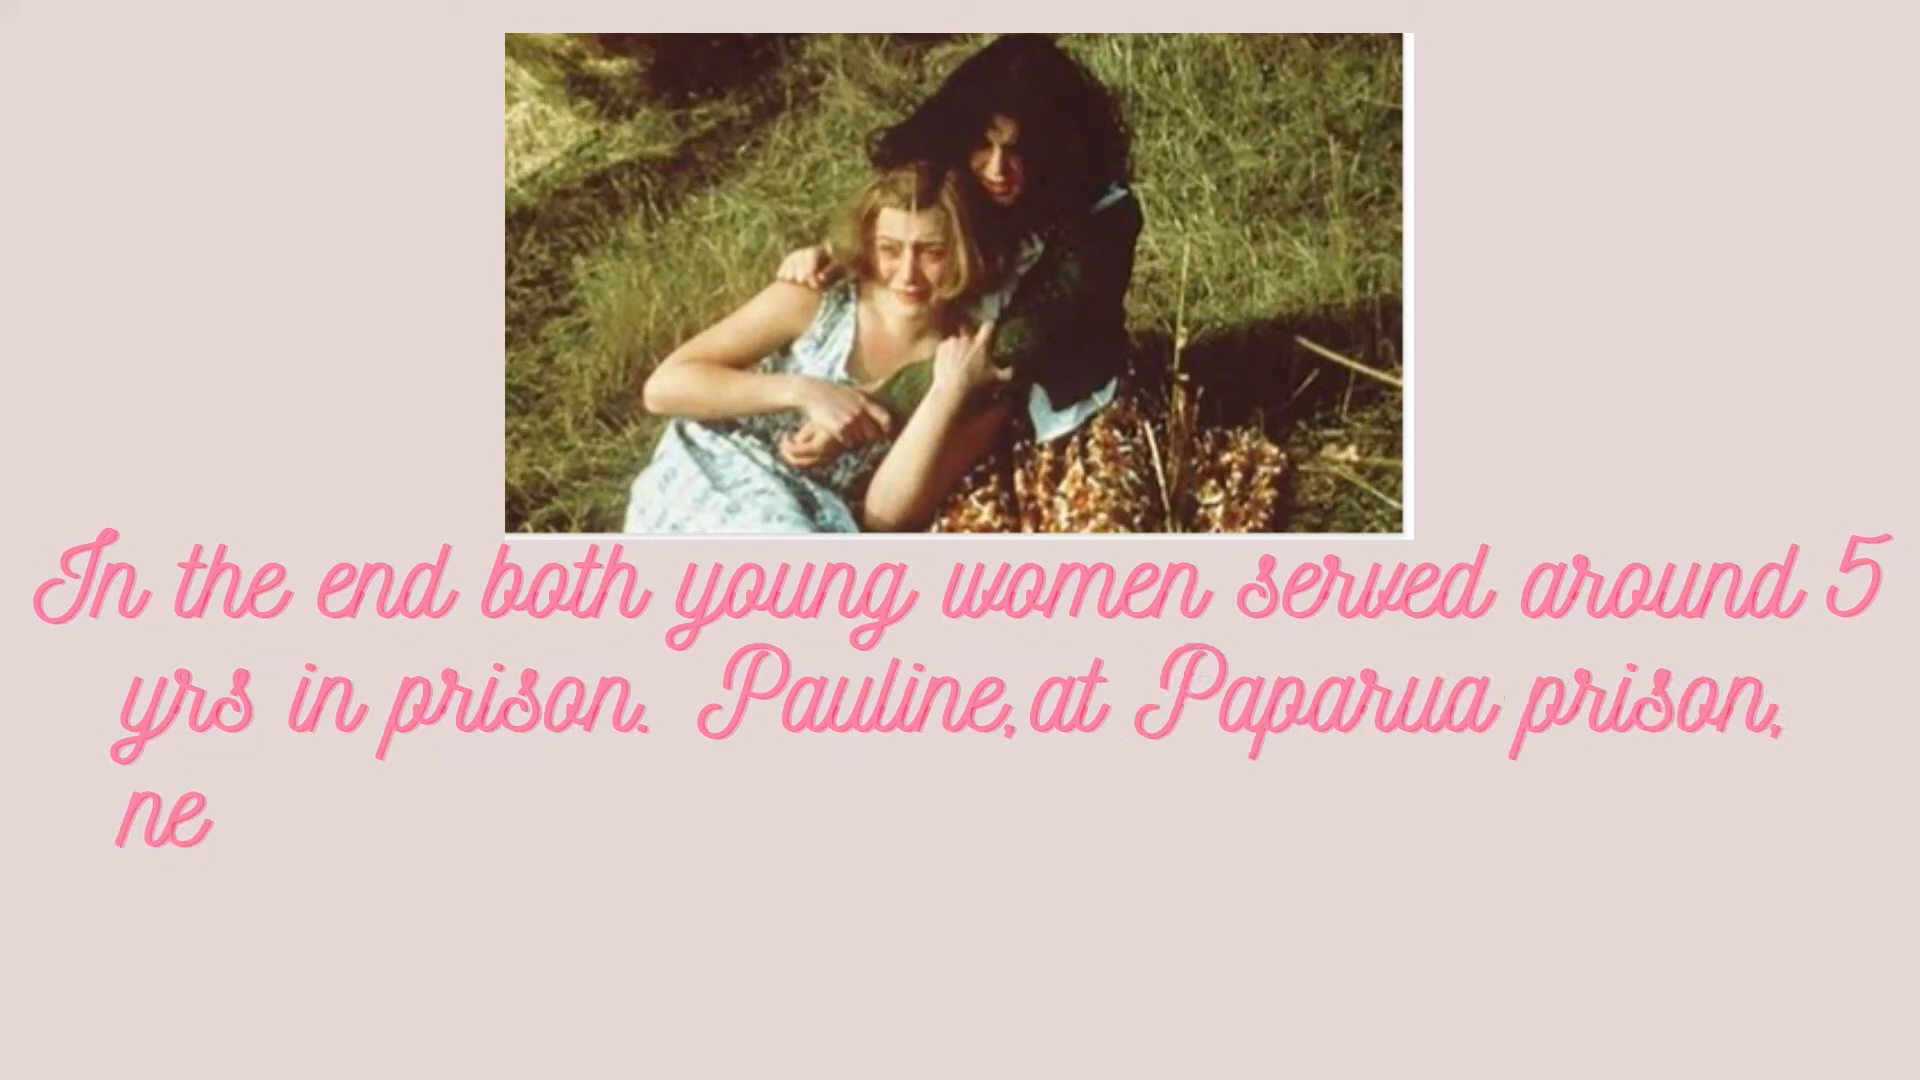 In the end both young women served around 5
yrs in prison. Pauline,at Paparua prison,
ne